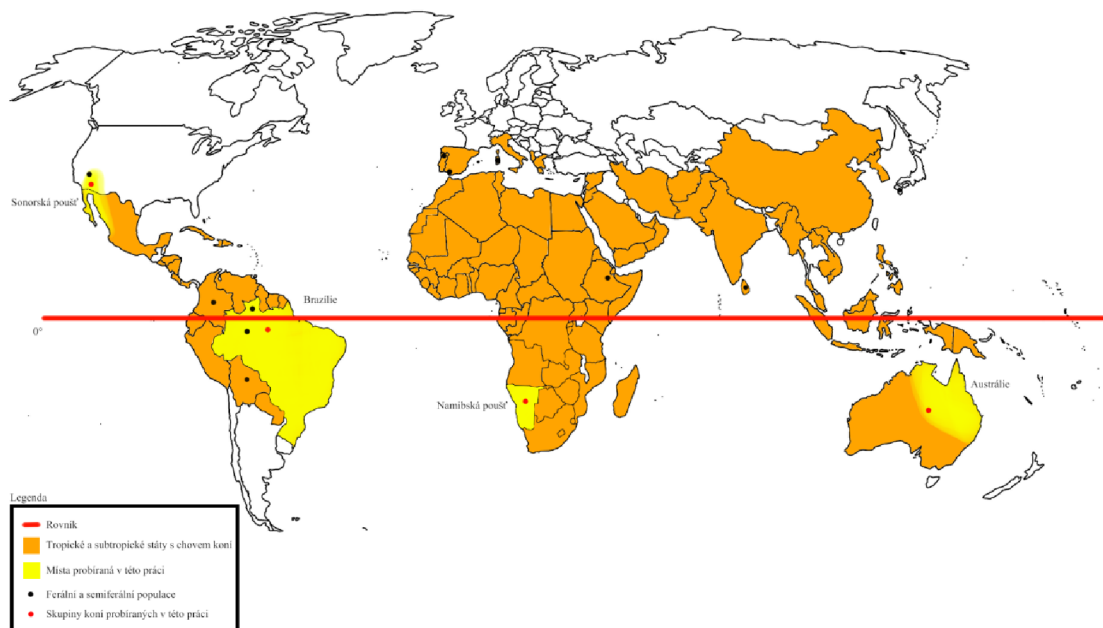 Sonorská poušť
Brazílie
0°
Namibská poušť
Austrálie
Legenda
Rovník
Tropické a subtropické státy s chovem koní
Místa probíraná v této práci
Ferální a semiferální populace
Skupiny koní probíraných v této práci